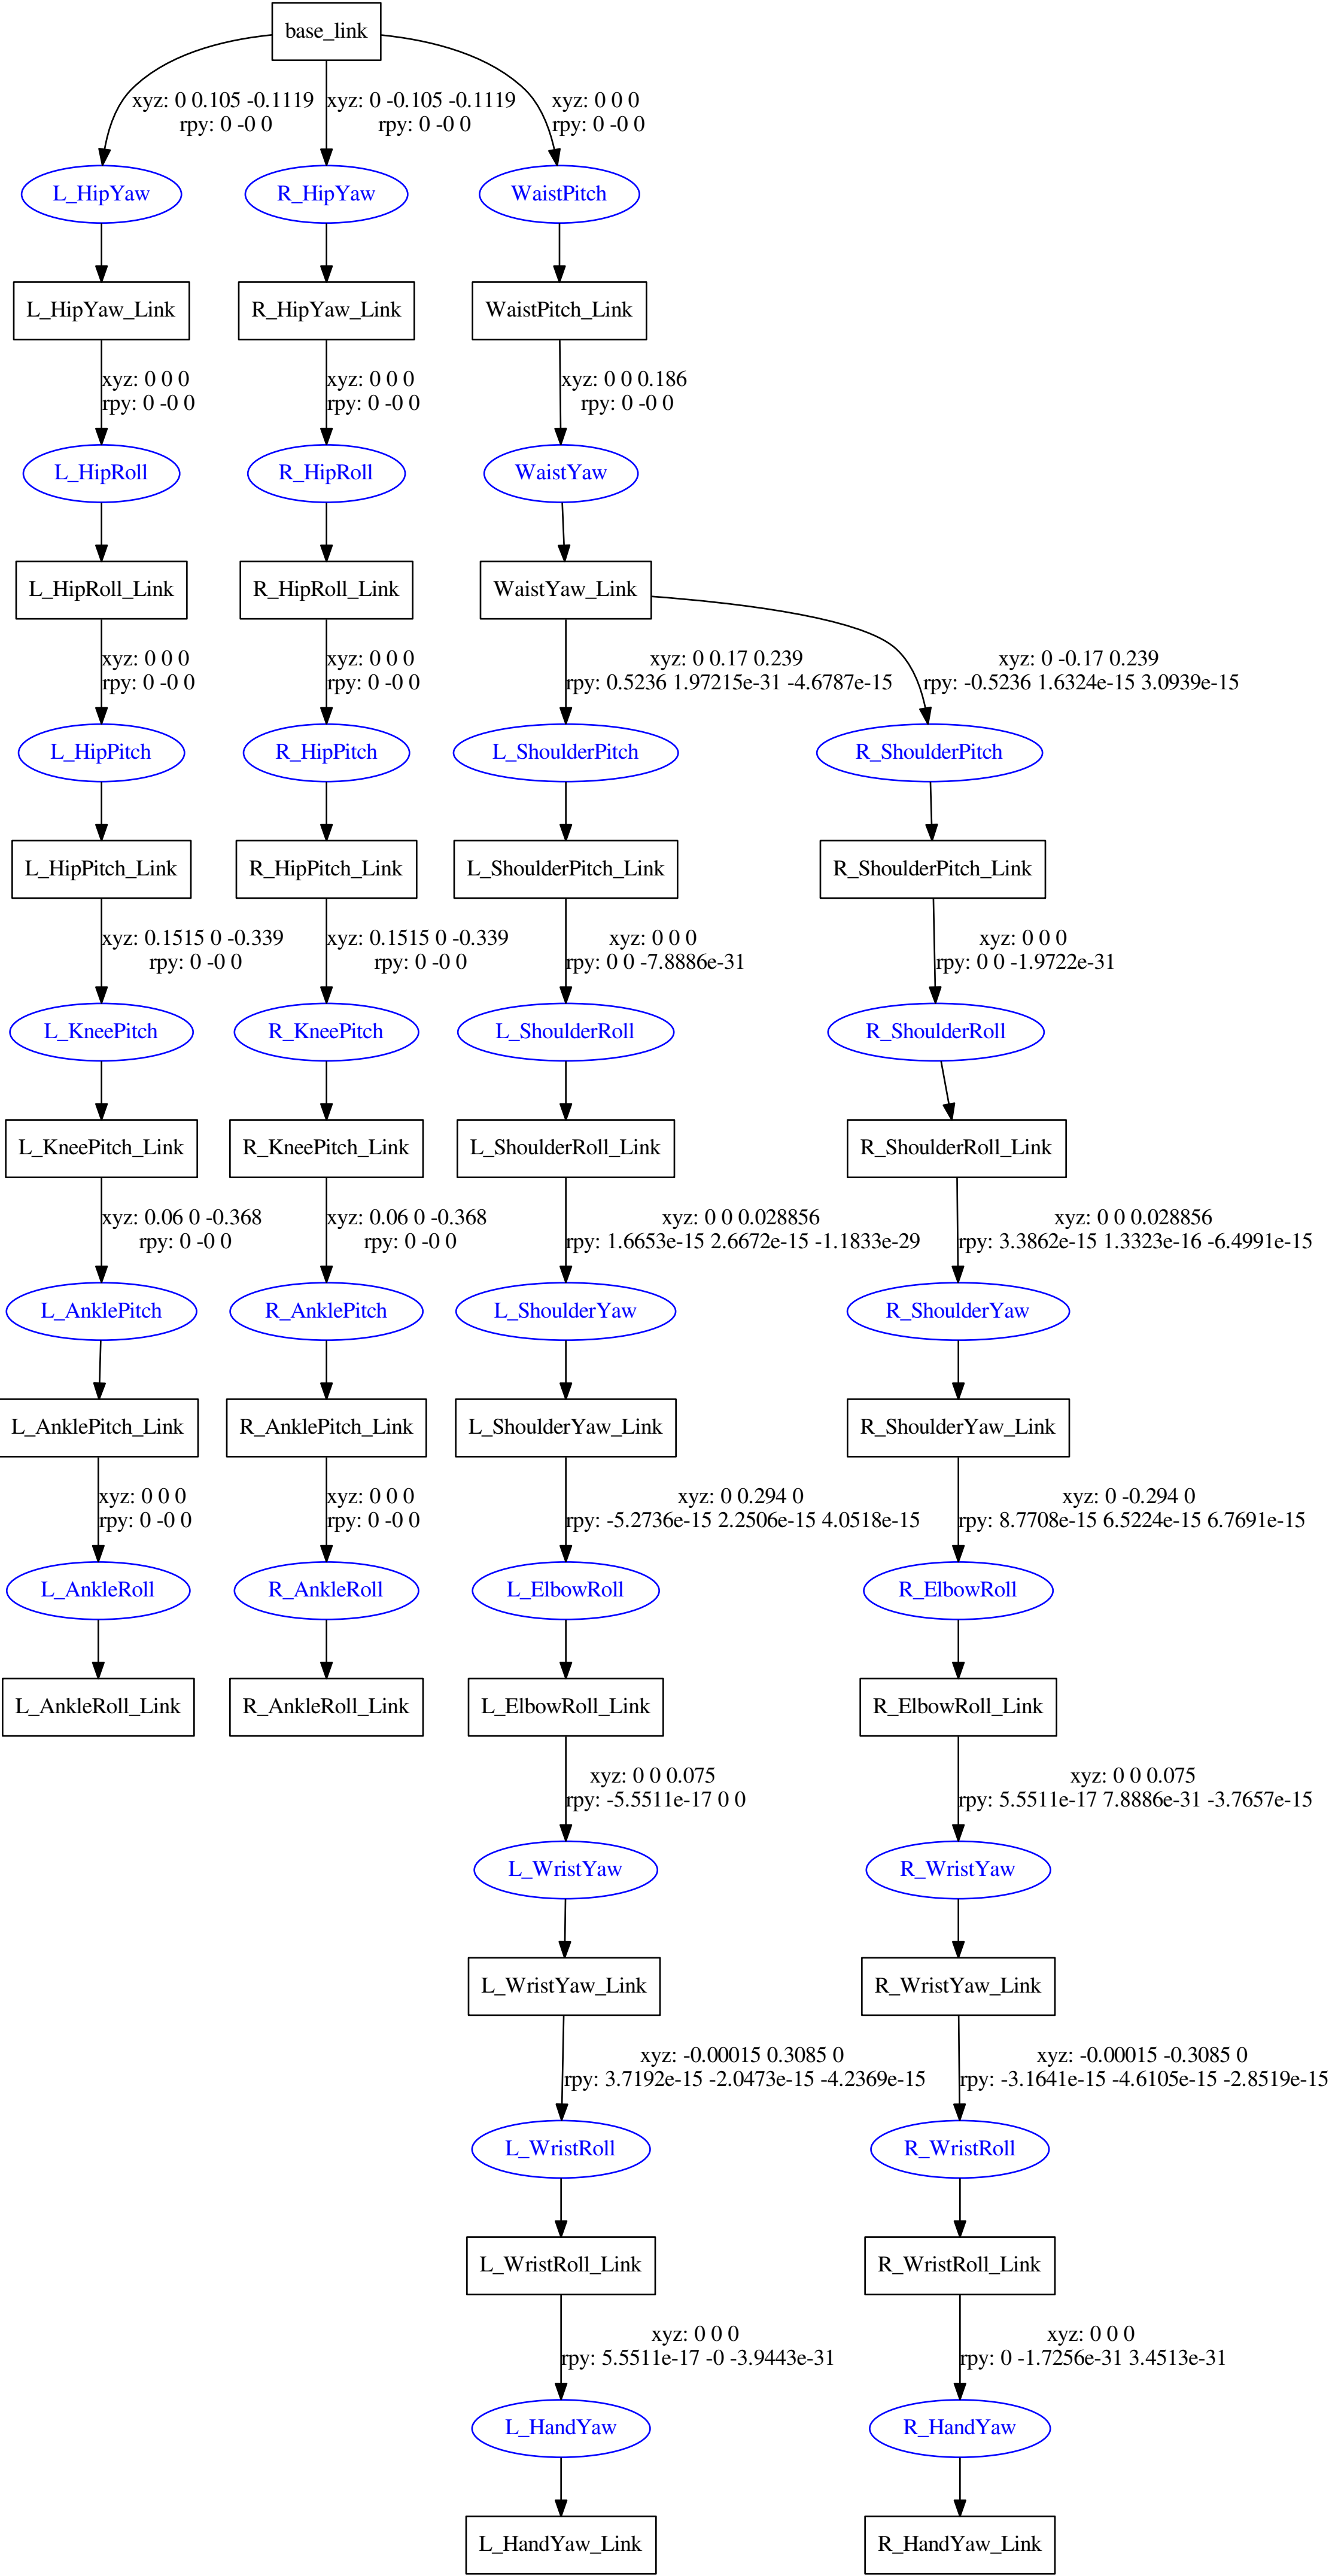 base_link
xyz: 0 0.105 -0.1119
rpy: 0 -0 0
xyz: 0 -0.105 -0.1119
rpy: 0 -0 0
xyz: 0 0 0
rpy: 0 -0 0
L_HipYaw
R_HipYaw
WaistPitch
L_HipYaw_Link
R_HipYaw_Link
WaistPitch_Link
xyz: 0 0 0
rpy: 0 -0 0
xyz: 0 0 0
rpy: 0 -0 0
xyz: 0 0 0.186
rpy: 0 -0 0
L_HipRoll
R_HipRoll
WaistYaw
L_HipRoll_Link
R_HipRoll_Link
WaistYaw_Link
xyz: 0 0 0
rpy: 0 -0 0
xyz: 0 0 0
rpy: 0 -0 0
xyz: 0 0.17 0.239
rpy: 0.5236 1.97215e-31 -4.6787e-15
xyz: 0 -0.17 0.239
rpy: -0.5236 1.6324e-15 3.0939e-15
L_HipPitch
R_HipPitch
L_ShoulderPitch
R_ShoulderPitch
L_HipPitch_Link
R_HipPitch_Link
L_ShoulderPitch_Link
R_ShoulderPitch_Link
xyz: 0.1515 0 -0.339
rpy: 0 -0 0
xyz: 0.1515 0 -0.339
rpy: 0 -0 0
xyz: 0 0 0
rpy: 0 0 -7.8886e-31
xyz: 0 0 0
rpy: 0 0 -1.9722e-31
L_KneePitch
R_KneePitch
L_ShoulderRoll
R_ShoulderRoll
L_KneePitch_Link
R_KneePitch_Link
L_ShoulderRoll_Link
R_ShoulderRoll_Link
xyz: 0.06 0 -0.368
rpy: 0 -0 0
xyz: 0.06 0 -0.368
rpy: 0 -0 0
xyz: 0 0 0.028856
rpy: 1.6653e-15 2.6672e-15 -1.1833e-29
xyz: 0 0 0.028856
rpy: 3.3862e-15 1.3323e-16 -6.4991e-15
L_AnklePitch
R_AnklePitch
L_ShoulderYaw
R_ShoulderYaw
L_AnklePitch_Link
R_AnklePitch_Link
L_ShoulderYaw_Link
R_ShoulderYaw_Link
xyz: 0 0 0
rpy: 0 -0 0
xyz: 0 0 0
rpy: 0 -0 0
xyz: 0 0.294 0
rpy: -5.2736e-15 2.2506e-15 4.0518e-15
xyz: 0 -0.294 0
rpy: 8.7708e-15 6.5224e-15 6.7691e-15
L_AnkleRoll
R_AnkleRoll
L_ElbowRoll
R_ElbowRoll
L_AnkleRoll_Link
R_AnkleRoll_Link
L_ElbowRoll_Link
R_ElbowRoll_Link
xyz: 0 0 0.075
rpy: -5.5511e-17 0 0
xyz: 0 0 0.075
rpy: 5.5511e-17 7.8886e-31 -3.7657e-15
L_WristYaw
R_WristYaw
L_WristYaw_Link
R_WristYaw_Link
xyz: -0.00015 0.3085 0
rpy: 3.7192e-15 -2.0473e-15 -4.2369e-15
xyz: -0.00015 -0.3085 0
rpy: -3.1641e-15 -4.6105e-15 -2.8519e-15
L_WristRoll
R_WristRoll
L_WristRoll_Link
R_WristRoll_Link
xyz: 0 0 0
rpy: 5.5511e-17 -0 -3.9443e-31
xyz: 0 0 0
rpy: 0 -1.7256e-31 3.4513e-31
L_HandYaw
R_HandYaw
L_HandYaw_Link
R_HandYaw_Link